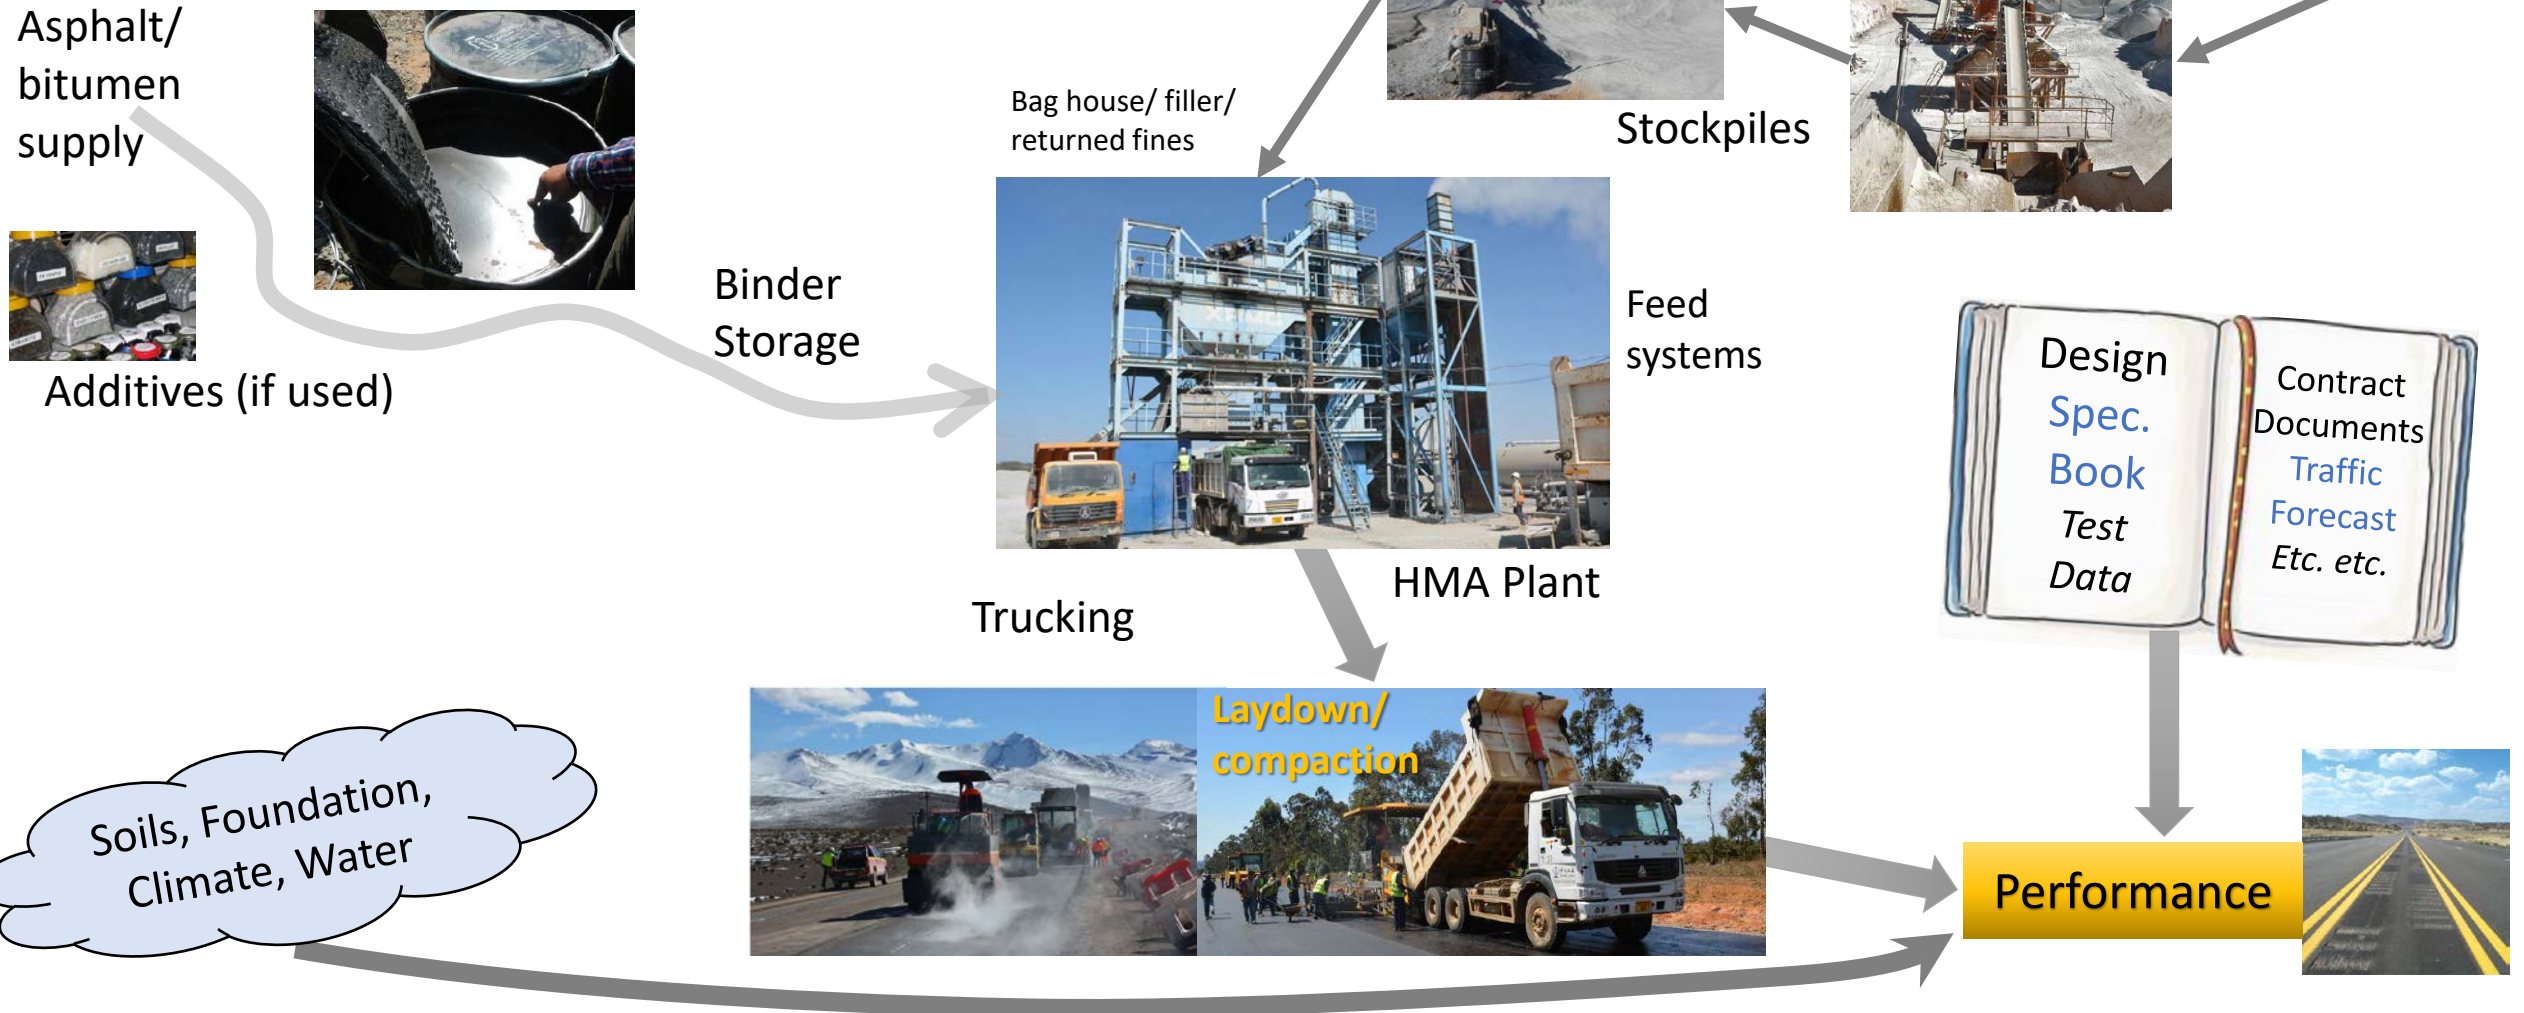 Asphalt/
bitumen
supply
Bag house/ filler/
returned fines
Stockpiles
Binder
Storage
Feed
systems
Additives (if used)
Design
Spec.
Book
Test
Data
Contract
Documents
Traffic
Forecast
Etc. etc.
HMA Plant
Trucking
Laydown/
compaction
Soils, Foundation,
Climate, Water
Performance